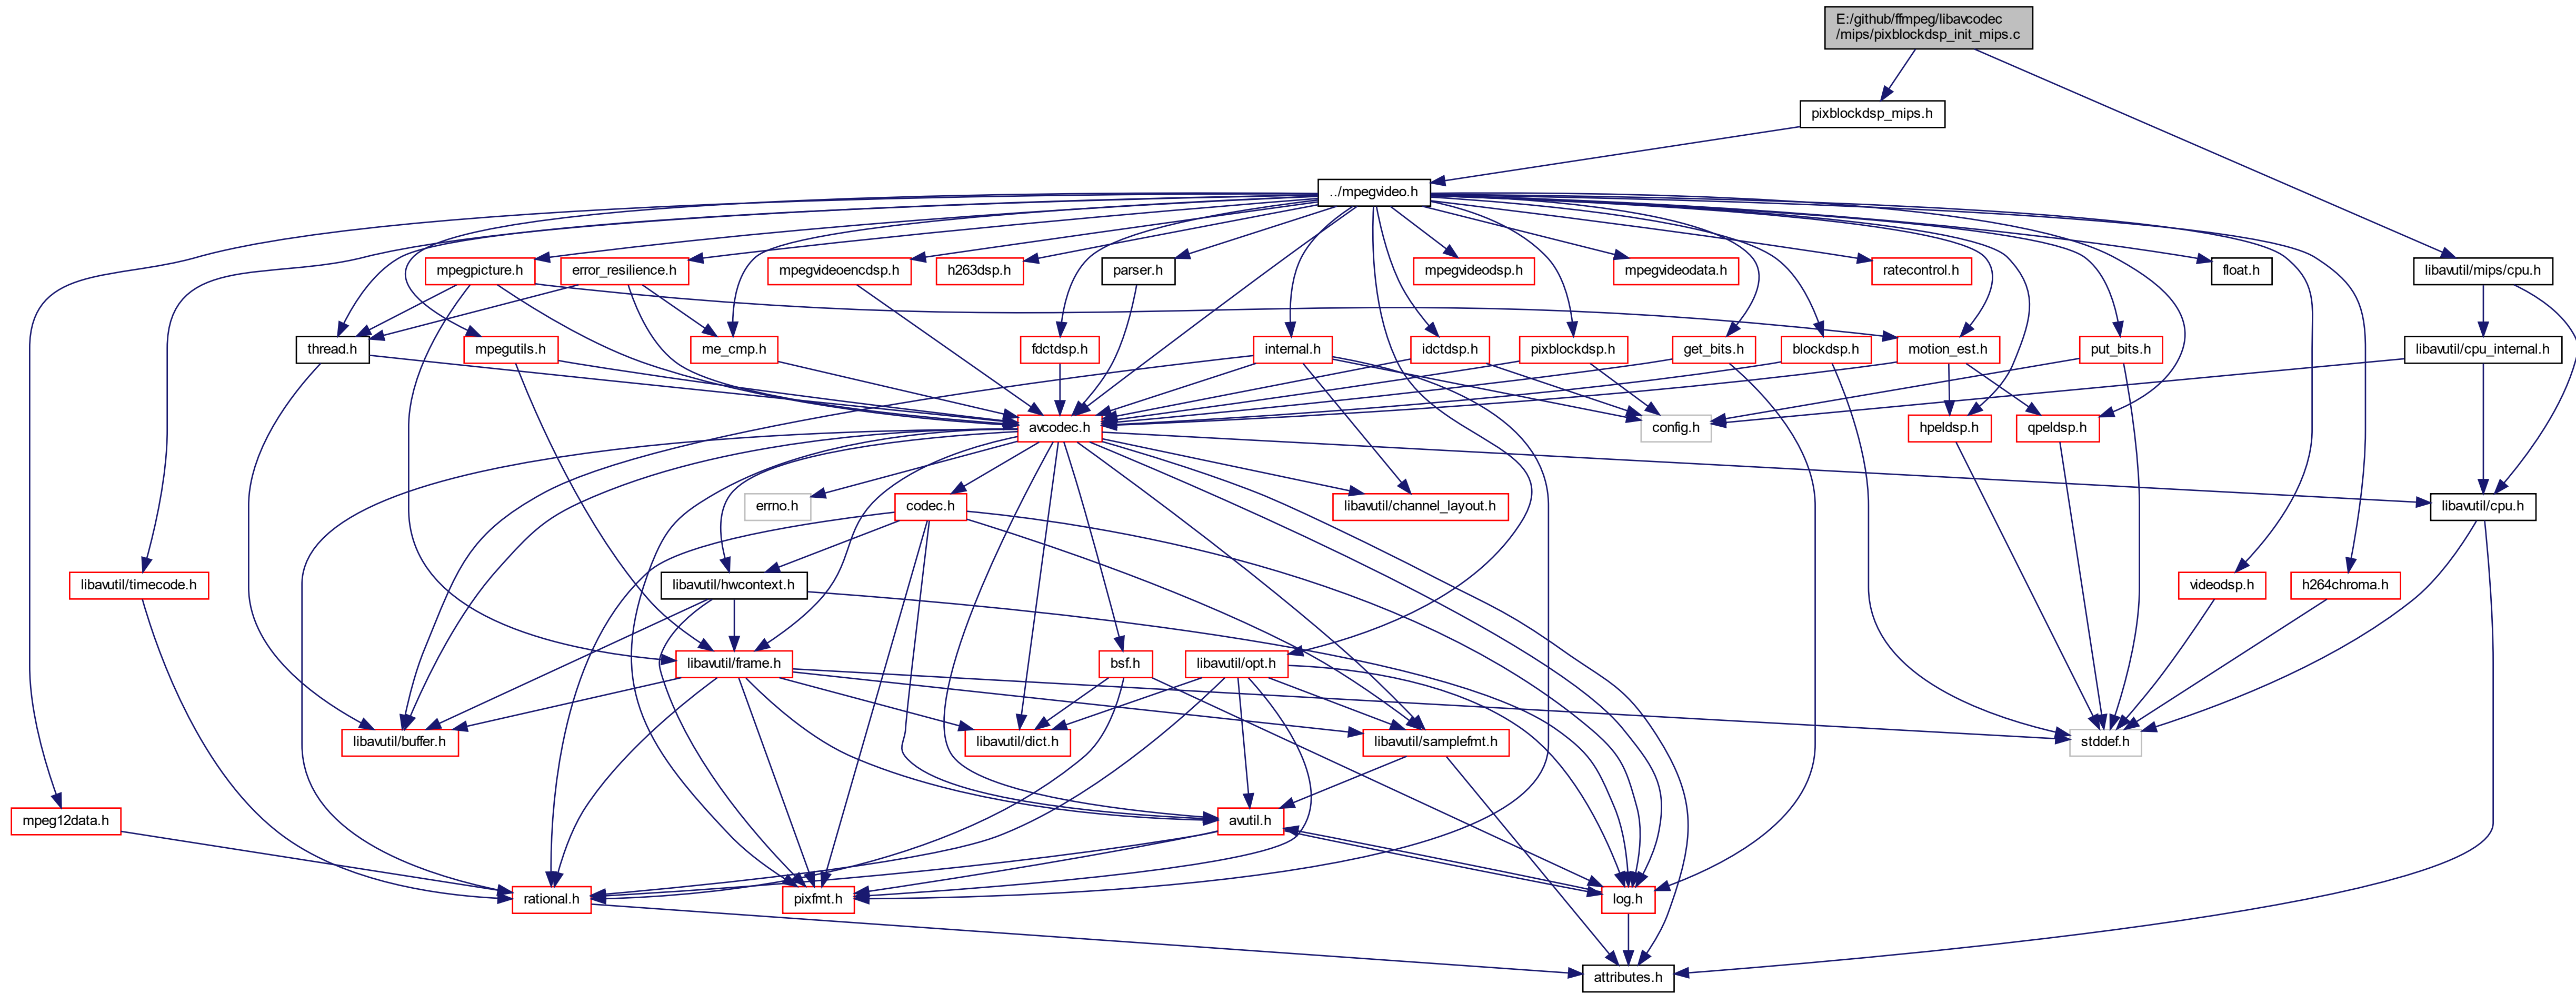 E:/github/ffmpeg/libavcodec
/mips/pixblockdsp_init_mips.c
pixblockdsp_mips.h
../mpegvideo.h
mpegpicture.h
error_resilience.h
mpegvideoencdsp.h
h263dsp.h
parser.h
mpegvideodsp.h
mpegvideodata.h
ratecontrol.h
float.h
libavutil/mips/cpu.h
thread.h
mpegutils.h
me_cmp.h
fdctdsp.h
internal.h
idctdsp.h
pixblockdsp.h
get_bits.h
blockdsp.h
motion_est.h
put_bits.h
libavutil/cpu_internal.h
avcodec.h
config.h
hpeldsp.h
qpeldsp.h
errno.h
codec.h
libavutil/channel_layout.h
libavutil/cpu.h
libavutil/timecode.h
libavutil/hwcontext.h
videodsp.h
h264chroma.h
libavutil/frame.h
bsf.h
libavutil/opt.h
libavutil/buffer.h
libavutil/dict.h
libavutil/samplefmt.h
stddef.h
mpeg12data.h
avutil.h
rational.h
pixfmt.h
log.h
attributes.h